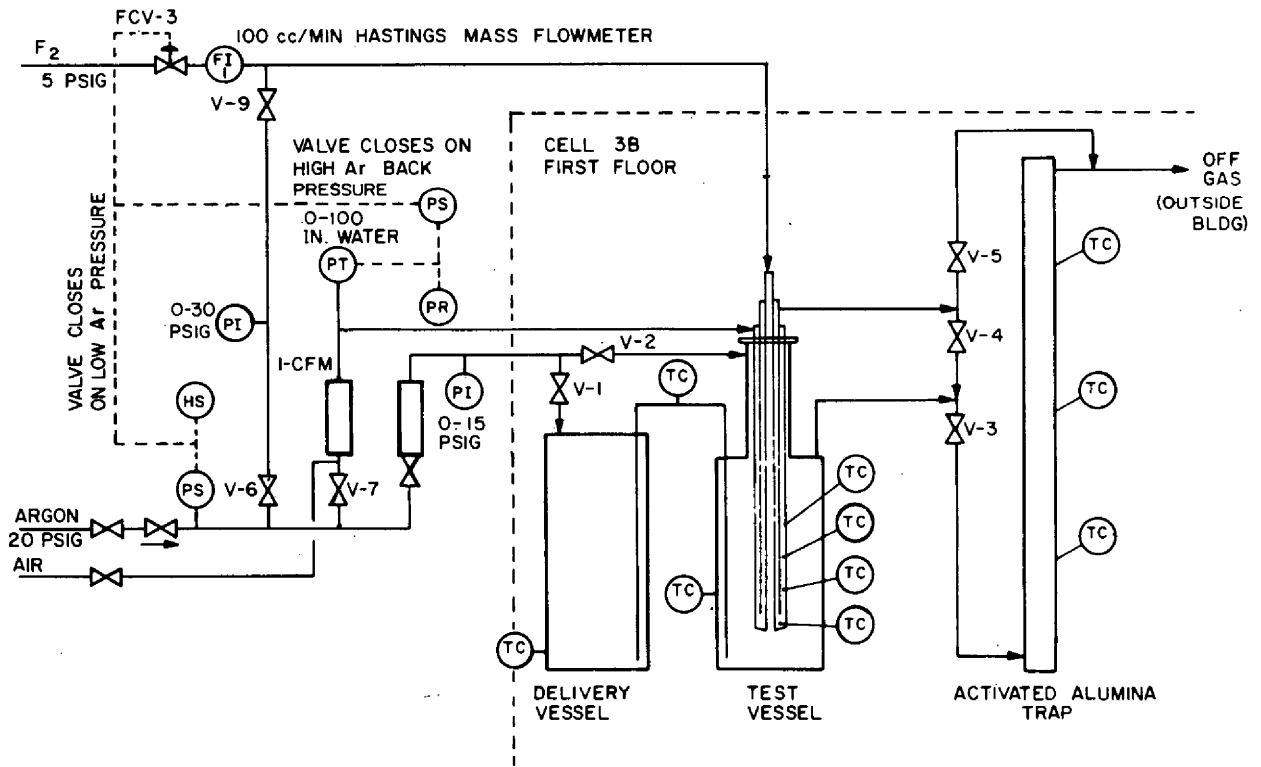 FCV-3
100 cc/MIN HASTINGS MASS FLOWMETER
F2
5 PSIG
FI
1
V-9
VALVE CLOSES ON
HIGH Ar BACK
PRESSURE
CELL 3B
FIRST FLOOR
OFF
GAS
(OUTSIDE
BLDG)
PS
0-100
IN. WATER
PT
PR
V-5
TC
VALVE CLOSES
ON LOW Ar PRESSURE
0-30
PSIG
PI
V-4
1-CFM
V-2
V-1
PI
0-15
PSIG
TC
TC
V-3
HS
PS
V-6
V-7
TC
TC
TC
TC
TC
TC
TC
ARGON
20 PSIG
AIR
DELIVERY
VESSEL
TEST
VESSEL
ACTIVATED ALUMINA
TRAP